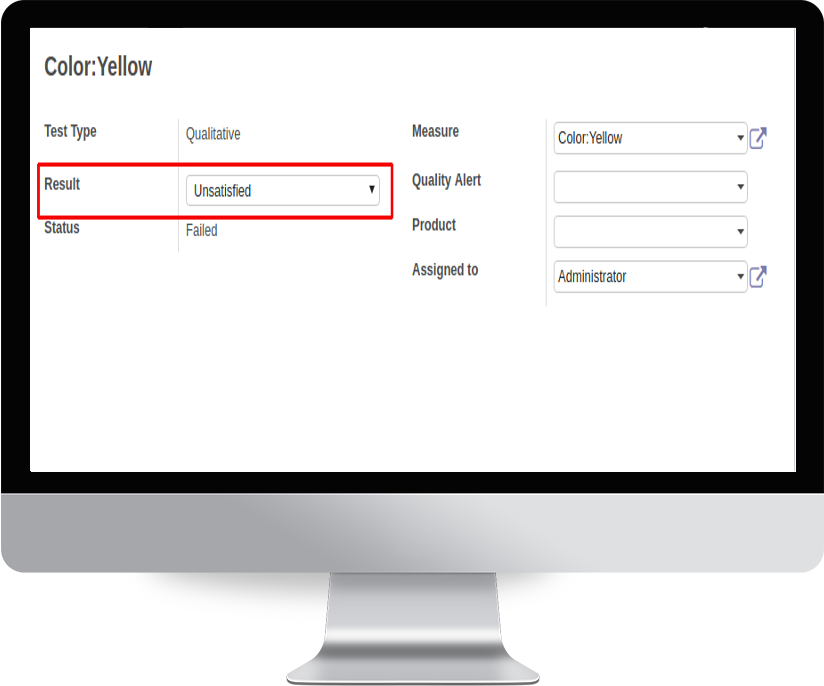 Color:Yellow
Test Type
Qualitative
Result
Unsatisfied
Status
Failed
Measure
Color:Yellow
Quality Alert
Product
Assigned to
Administrator